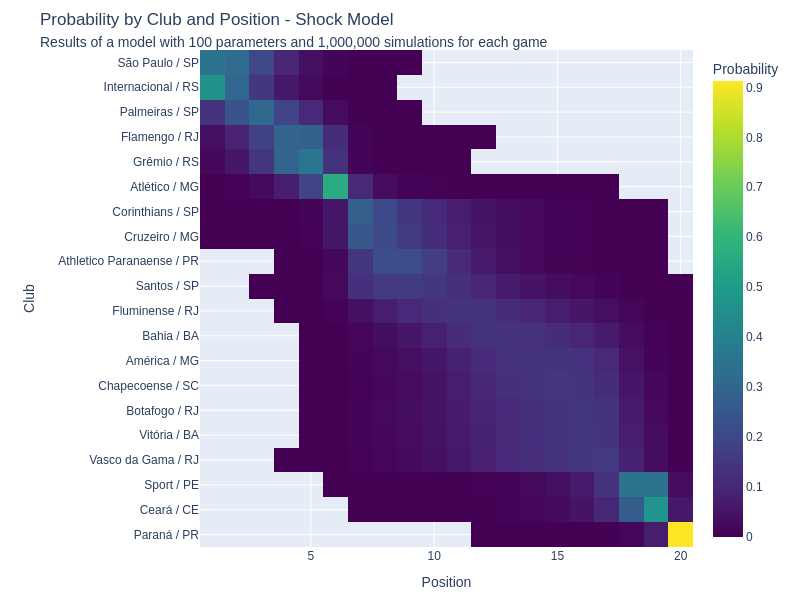 Probability by Club and Position - Shock Model
Results of a model with 100 parameters and 1,000,000 simulations for each game
São Paulo / SP
Internacional / RS
Palmeiras / SP
Flamengo / RJ
Grêmio / RS
Atlético / MG
Corinthians / SP
Cruzeiro / MG
Athletico Paranaense / PR
Santos / SP
Fluminense / RJ
Bahia / BA
América / MG
Chapecoense / SC
Botafogo / RJ
Vitória / BA
Vasco da Gama / RJ
Sport / PE
Ceará / CE
Paraná / PR
Club
5
10
15
20
Position
Probability
0.9
0.8
0.7
0.6
0.5
0.4
0.3
0.2
0.1
0